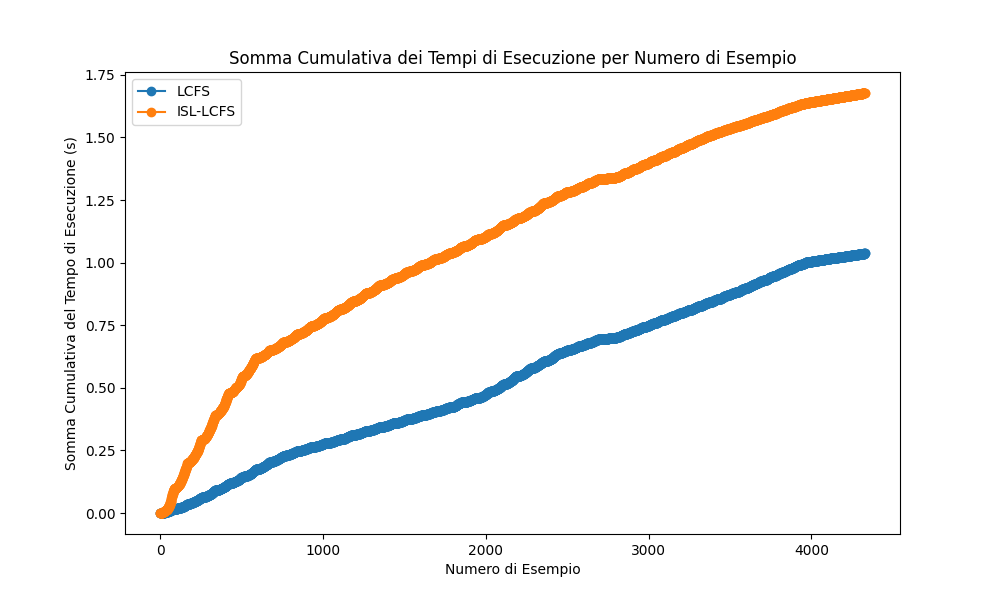 Somma Cumulativa dei Tempi di Esecuzione per Numero di Esempio
LCFS
ISL-LCFS
Somma Cumulativa del Tempo di Esecuzione (s)
1.75
1.50
1.25
1.00
0.75
0.50
0.25
0.00
0 1000 2000 3000 4000
Numero di Esempio